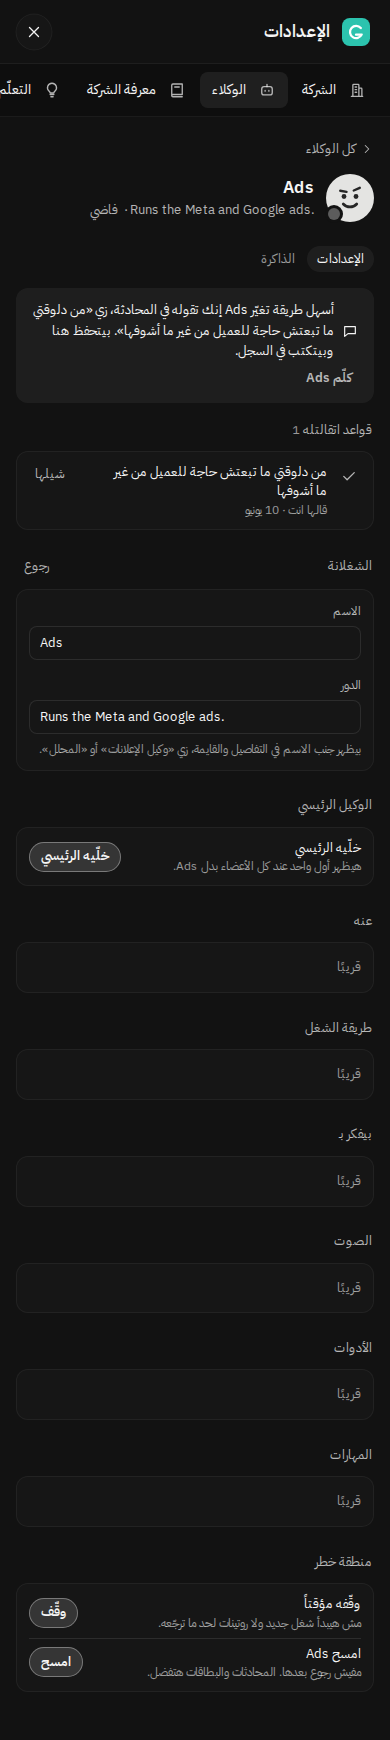 الإعدادات
الشركة
الوكلاء
معرفة الشركة
التعلّم
كل الوكلاء
Ads
Runs the Meta and Google ads. · فاضي
الإعدادات
الذاكرة
أسهل طريقة تغيّر Ads إنك تقوله في المحادثة، زي «من دلوقتي
ما تبعتش حاجة للعميل من غير ما أشوفها». بيتحفظ هنا
وبيتكتب في السجل.
كلّم Ads
قواعد اتقالتله 1
من دلوقتي ما تبعتش حاجة للعميل من غير
ما أشوفها
قالها انت · 10 يونيو
شيلها
الشغلانة
رجوع
الاسم
Ads
الدور
Runs the Meta and Google ads.
بيظهر جنب الاسم في التفاصيل والقايمة، زي «وكيل الإعلانات» أو «المحلل».
الوكيل الرئيسي
خلّيه الرئيسي
هيظهر أول واحد عند كل الأعضاء بدل Ads.
خلّيه الرئيسي
عنه
قريبًا
طريقة الشغل
قريبًا
بيفكر بـ
قريبًا
الصوت
قريبًا
الأدوات
قريبًا
المهارات
قريبًا
منطقة خطر
وقّفه مؤقتاً
مش هيبدأ شغل جديد ولا روتينات لحد ما ترجّعه.
وقّف
امسح Ads
مفيش رجوع بعدها. المحادثات والبطاقات هتفضل.
امسح